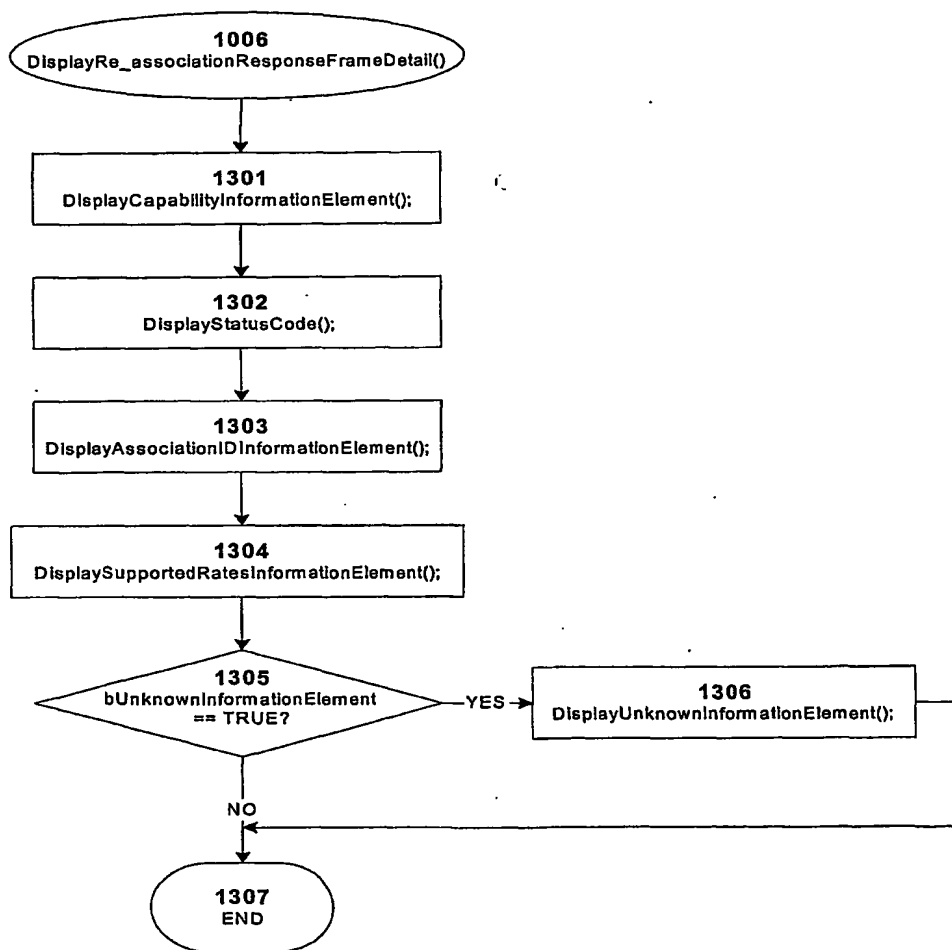 1006
DisplayRe_associationResponseFrameDetail()
1301
DisplayCapabilityInformationElement();
1302
DisplayStatusCode();
1303
DisplayAssociationIDInformationElement();
1304
DisplaySupportedRatesInformationElement();
1305
bUnknownInformationElement
== TRUE?
YES
1306
DisplayUnknownInformationElement();
NO
1307
END